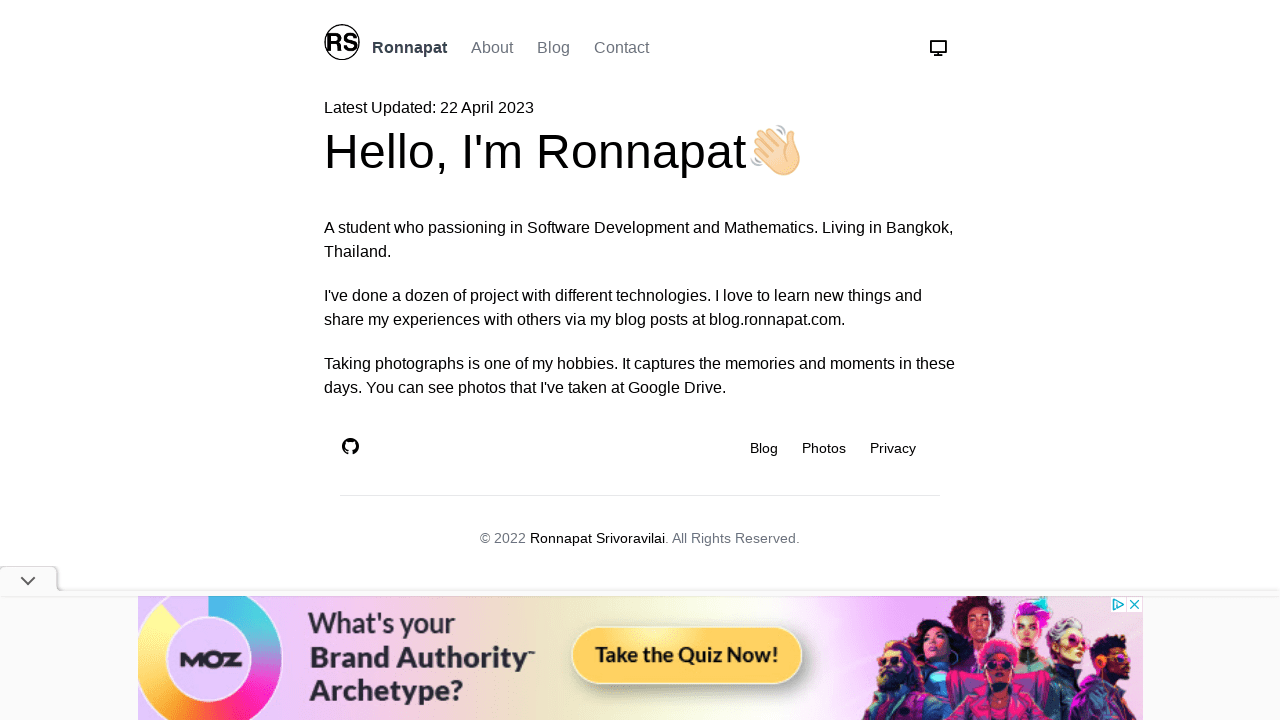 RS Ronnapat About Blog Contact
Latest Updated: 22 April 2023
Hello, I'm Ronnapat👋🏻
A student who passioning in Software Development and Mathematics. Living in Bangkok,
Thailand.
I've done a dozen of project with different technologies. I love to learn new things and
share my experiences with others via my blog posts at blog.ronnapat.com.
Taking photographs is one of my hobbies. It captures the memories and moments in these
days. You can see photos that I've taken at Google Drive.
Blog Photos Privacy
© 2022 Ronnapat Srivoravilai. All Rights Reserved.
MOZ
What's your
Brand Authority™
Archetype?
Take the Quiz Now!